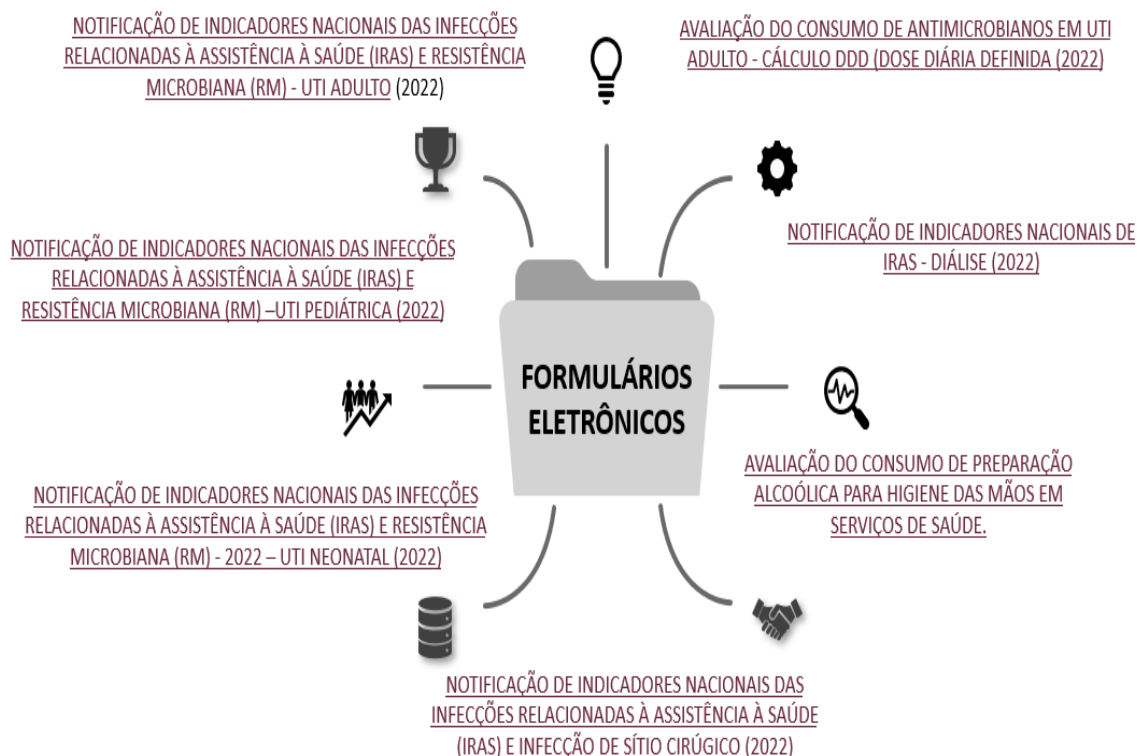 NOTIFICAÇÃO DE INDICADORES NACIONAIS DAS INFECÇÕES
RELACIONADAS À ASSISTÊNCIA À SAÚDE (IRAS) E RESISTÊNCIA
MICROBIANA (RM) - UTI ADULTO (2022)
AVALIAÇÃO DO CONSUMO DE ANTIMICROBIANOS EM UTI
ADULTO - CÁLCULO DDD (DOSE DIÁRIA DEFINIDA (2022)
NOTIFICAÇÃO DE INDICADORES NACIONAIS DAS INFECÇÕES
RELACIONADAS À ASSISTÊNCIA À SAÚDE (IRAS) E
RESISTÊNCIA MICROBIANA (RM) –UTI PEDIÁTRICA (2022)
NOTIFICAÇÃO DE INDICADORES NACIONAIS DE
IRAS - DIÁLISE (2022)
FORMULÁRIOS
ELETRÔNICOS
NOTIFICAÇÃO DE INDICADORES NACIONAIS DAS INFECÇÕES
RELACIONADAS À ASSISTÊNCIA À SAÚDE (IRAS) E RESISTÊNCIA
MICROBIANA (RM) - 2022 – UTI NEONATAL (2022)
AVALIAÇÃO DO CONSUMO DE PREPARAÇÃO
ALCOÓLICA PARA HIGIENE DAS MÃOS EM
SERVIÇOS DE SAÚDE.
NOTIFICAÇÃO DE INDICADORES NACIONAIS DAS
INFECÇÕES RELACIONADAS À ASSISTÊNCIA À SAÚDE
(IRAS) E INFECÇÃO DE SÍTIO CIRÚGICO (2022)